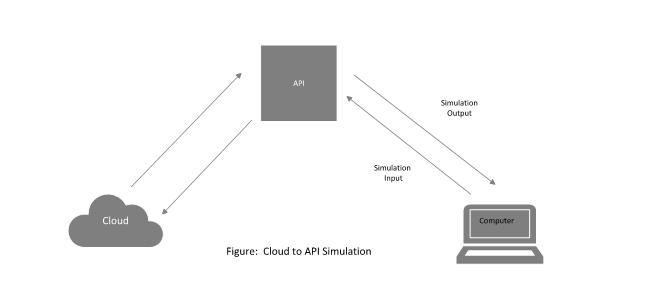 API
Simulation
Output
Simulation
Input
Cloud
Computer
Figure:  Cloud to API Simulation